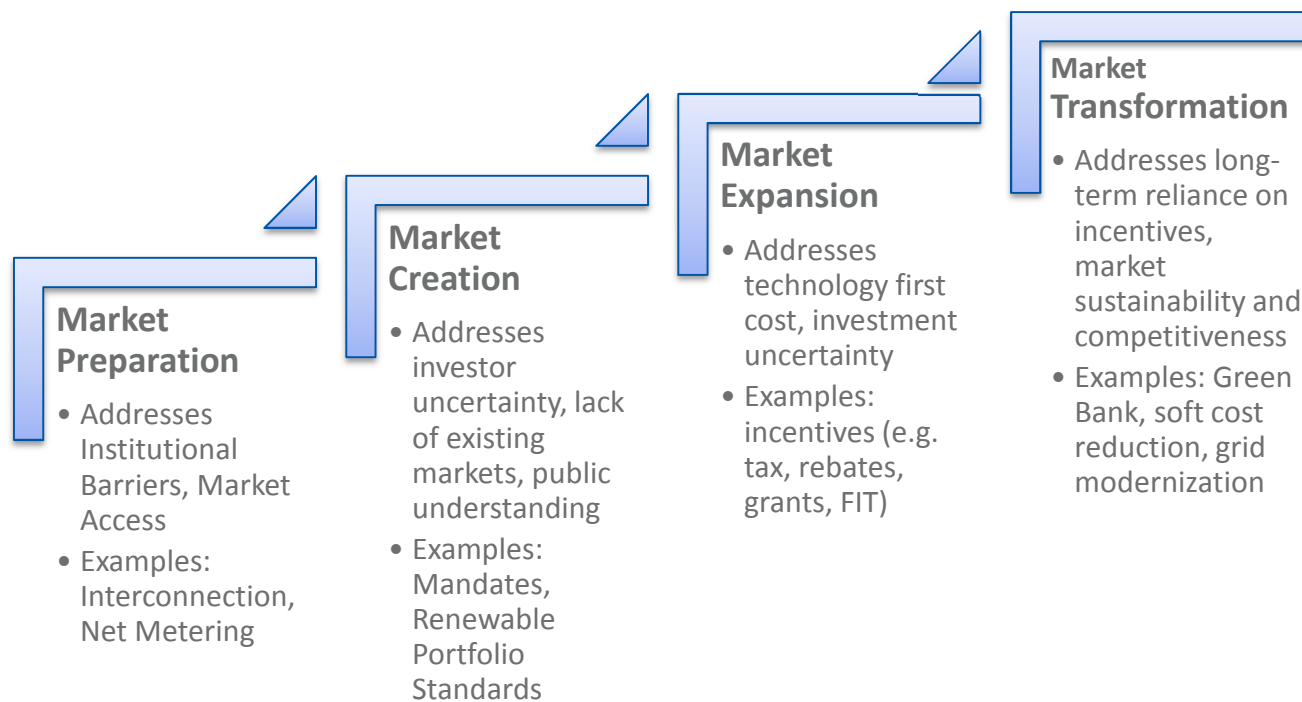 Market
Preparation
• Addresses
Institutional
Barriers, Market
Access
• Examples:
Interconnection,
Net Metering
Market
Creation
• Addresses
investor
uncertainty, lack
of existing
markets, public
understanding
• Examples:
Mandates,
Renewable
Portfolio
Standards
Market
Expansion
• Addresses
technology first
cost, investment
uncertainty
• Examples:
incentives (e.g.
tax, rebates,
grants, FIT)
Market
Transformation
• Addresses long-
term reliance on
incentives,
market
sustainability and
competitiveness
• Examples: Green
Bank, soft cost
reduction, grid
modernization